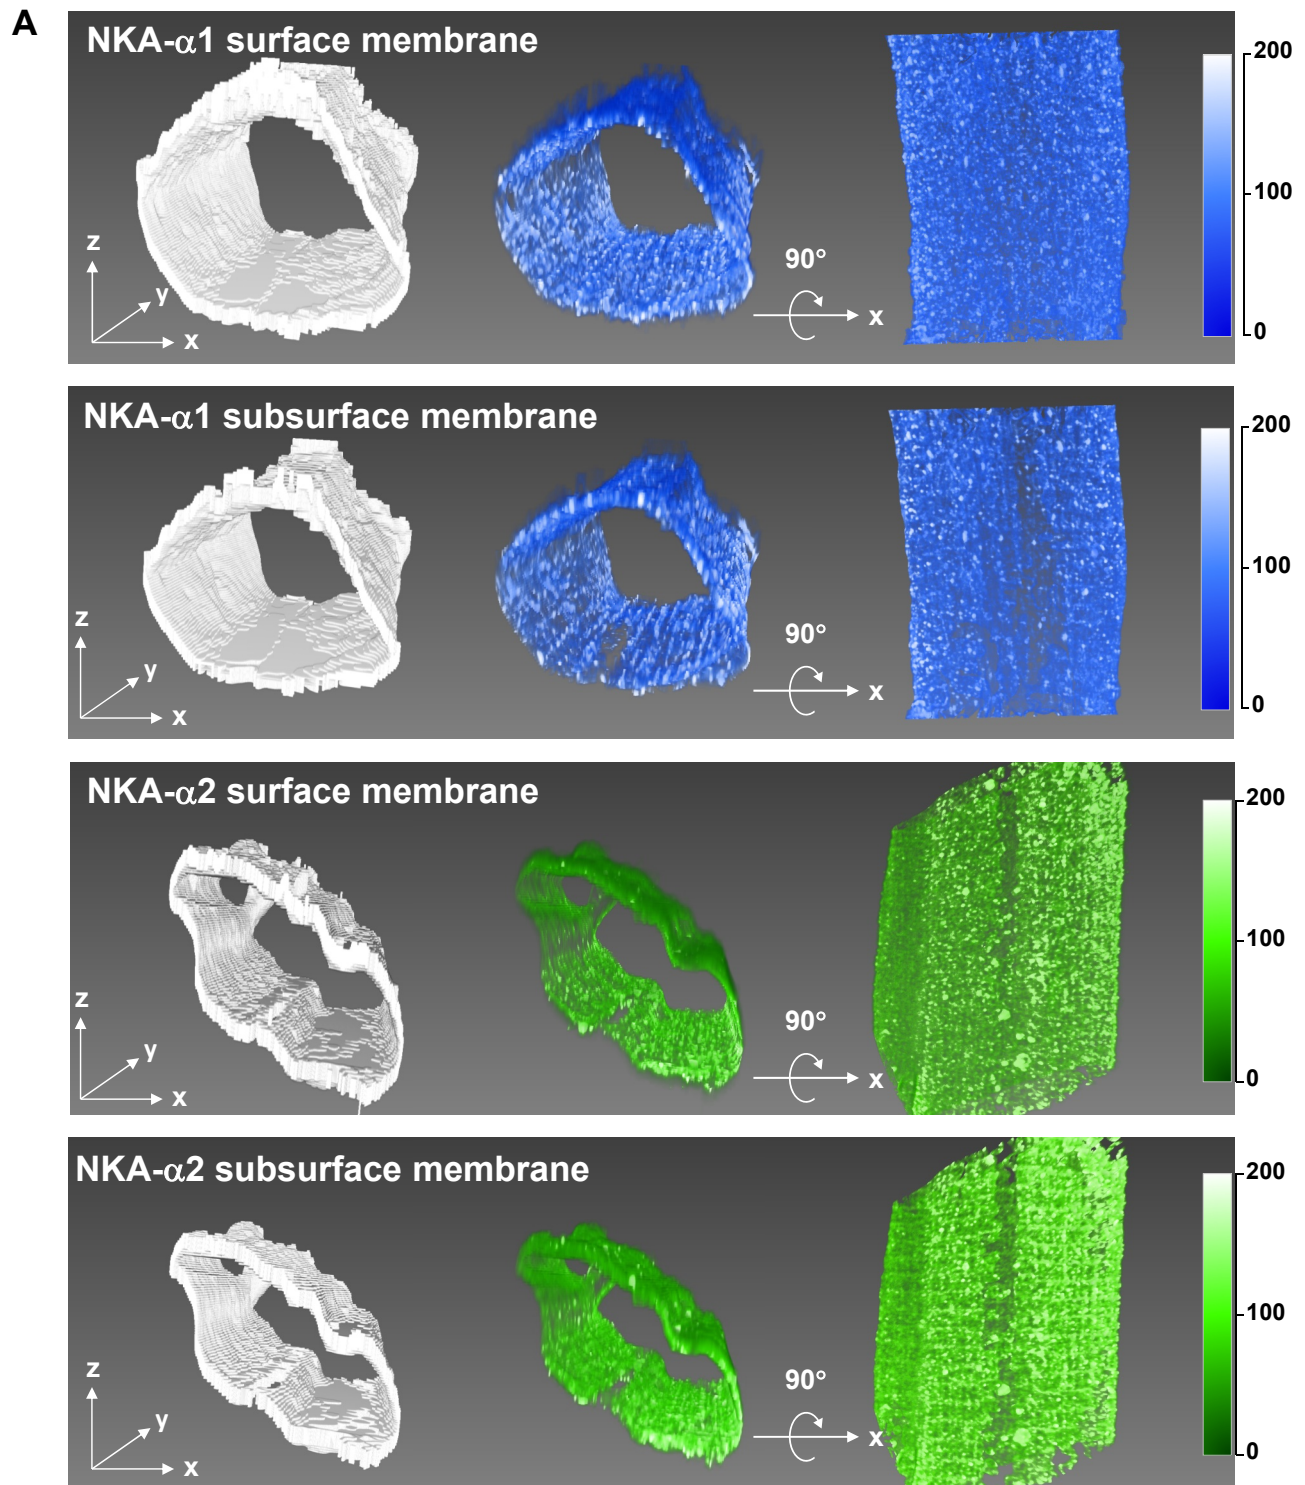 A
NKA-α1 surface membrane
200
100
0
z
y
x
90°
x
NKA-α1 subsurface membrane
200
100
0
z
y
x
90°
x
NKA-α2 surface membrane
200
100
0
z
y
x
90°
x
NKA-α2 subsurface membrane
200
100
0
z
y
x
90°
x